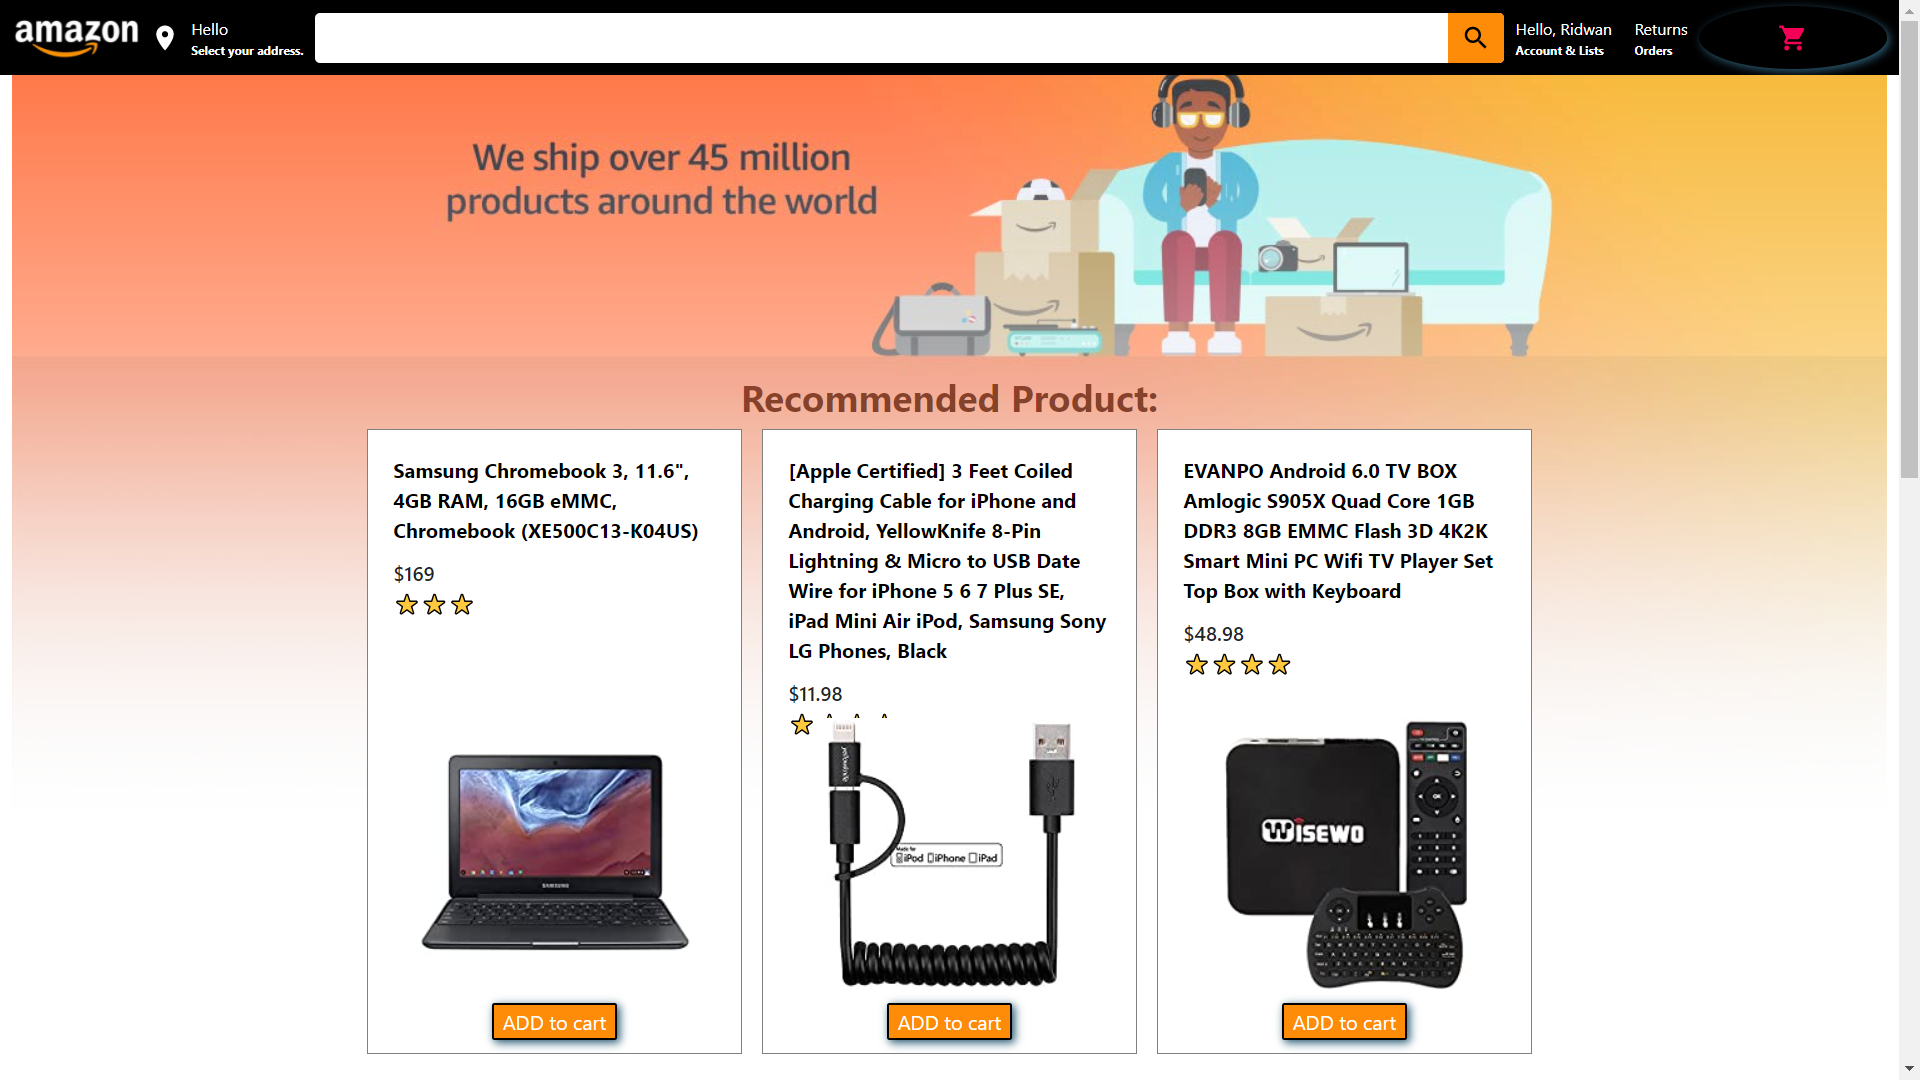 amazon
Hello
Select your address.
Hello, Ridwan
Account & Lists
Returns
Orders
We ship over 45 million
products around the world
Recommended Product:
Samsung Chromebook 3, 11.6",
4GB RAM, 16GB eMMC,
Chromebook (XE500C13-K04US)
$169
SAMSUNG
ADD to cart
[Apple Certified] 3 Feet Coiled
Charging Cable for iPhone and
Android, YellowKnife 8-Pin
Lightning & Micro to USB Date
Wire for iPhone 5 6 7 Plus SE,
iPad Mini Air iPod, Samsung Sony
LG Phones, Black
$11.98
yellowknife
Made for
iPod iPhone iPad
ADD to cart
EVANPO Android 6.0 TV BOX
Amlogic S905X Quad Core 1GB
DDR3 8GB EMMC Flash 3D 4K2K
Smart Mini PC Wifi TV Player Set
Top Box with Keyboard
$48.98
WISEWO
OK
ADD to cart